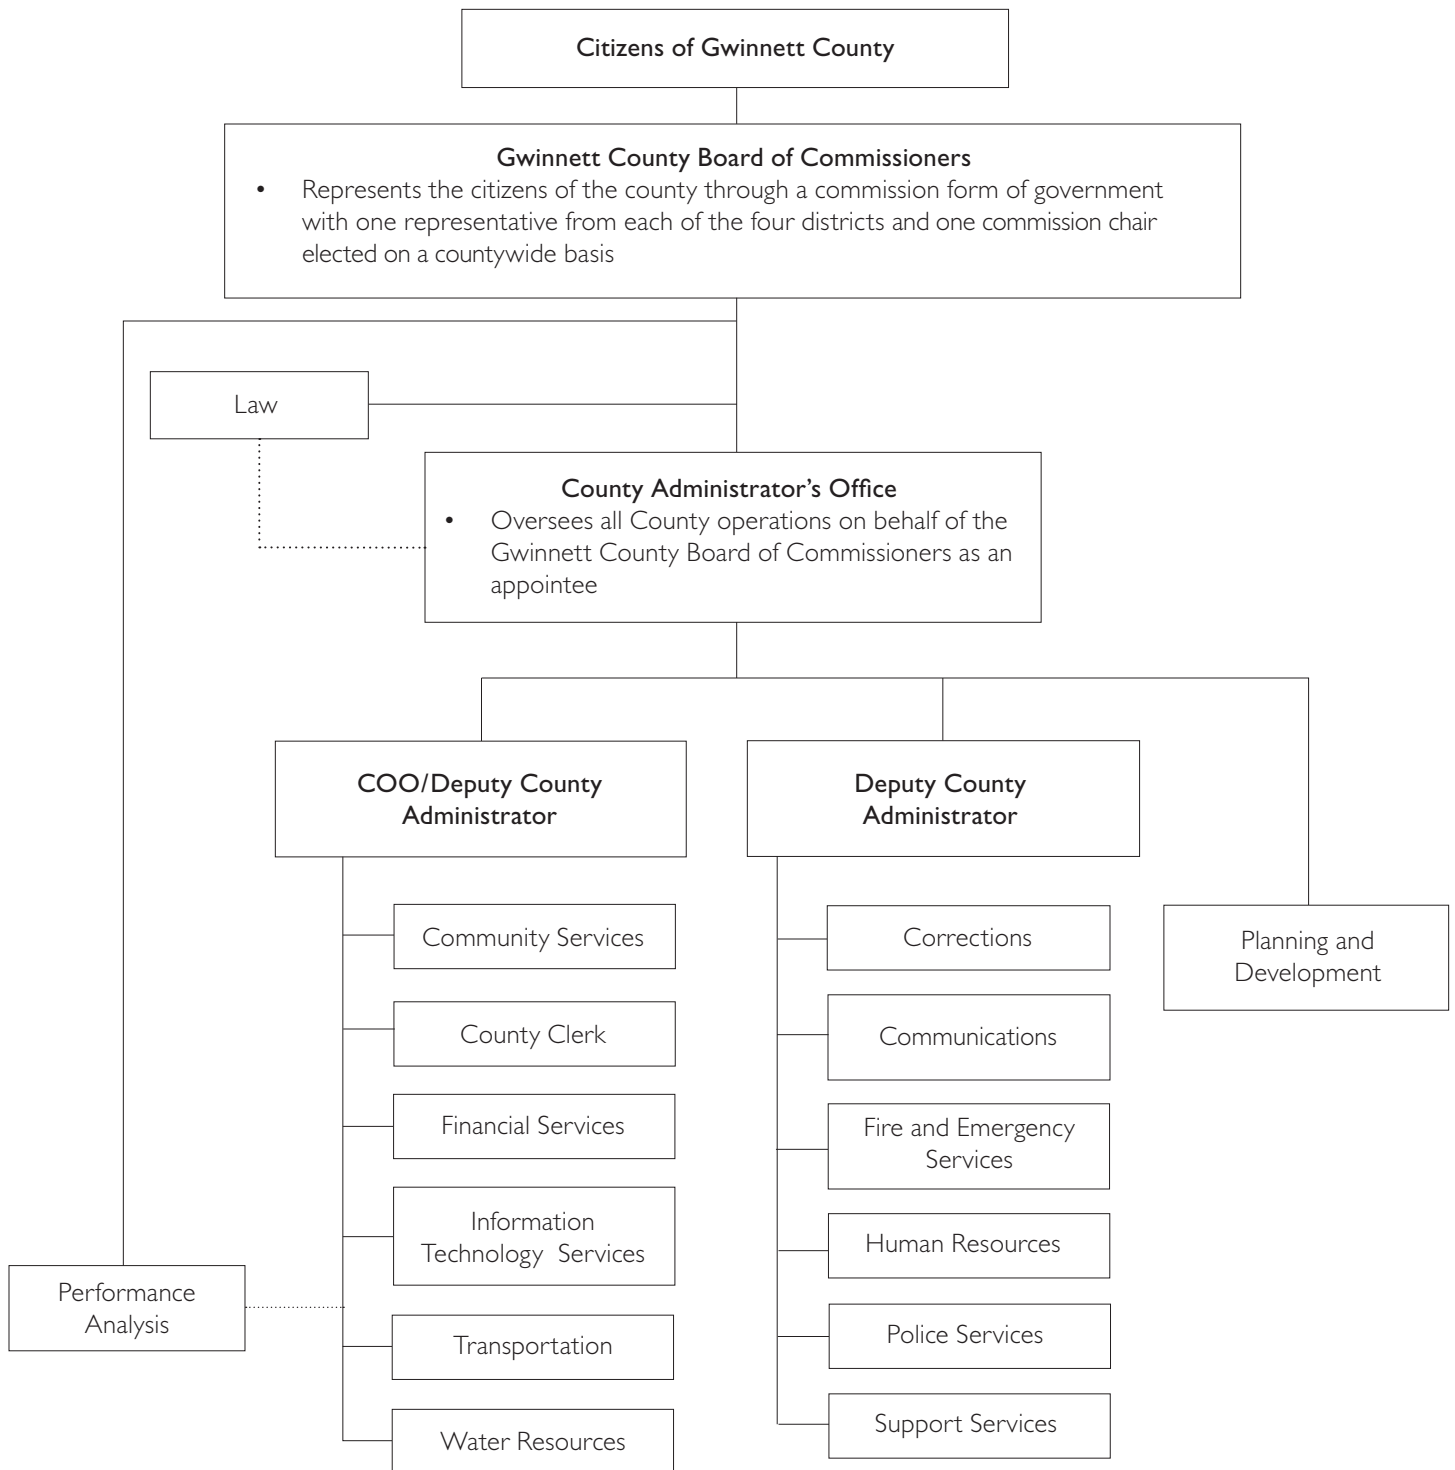 Citizens of Gwinnett County
Gwinnett County Board of Commissioners
• Represents the citizens of the county through a commission form of government
with one representative from each of the four districts and one commission chair
elected on a countywide basis
Law
County Administrator's Office
• Oversees all County operations on behalf of the
Gwinnett County Board of Commissioners as an
appointee
COO/Deputy County
Administrator
Deputy County
Administrator
Community Services
County Clerk
Financial Services
Information
Technology Services
Transportation
Water Resources
Corrections
Communications
Fire and Emergency
Services
Human Resources
Police Services
Support Services
Planning and
Development
Performance
Analysis